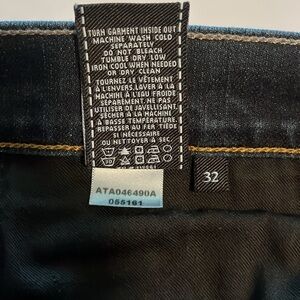 TURN GARMENT INSIDE OUT
MACHINE WASH COLD
SEPARATELY
DO NOT BLEACH
TUMBLE DRY LOW
IRON COOL WHEN NEEDED
OR DRY CLEAN
TOURNEZ LE VÊTEMENT
À L'ENVERS.LAVER À LA
MACHINE À L'EAU FROIDE
SÉPARÉMENT. NE PAS
UTILISER DE JAVELLISANT.
SÉCHER À LA MACHINE
À BASSE TEMPÉRATURE.
REPASSER AU FER TIÈDE
SI NÉCESSAIRE
OU NETTOYER À SEC.
ATA046490A
055161
32